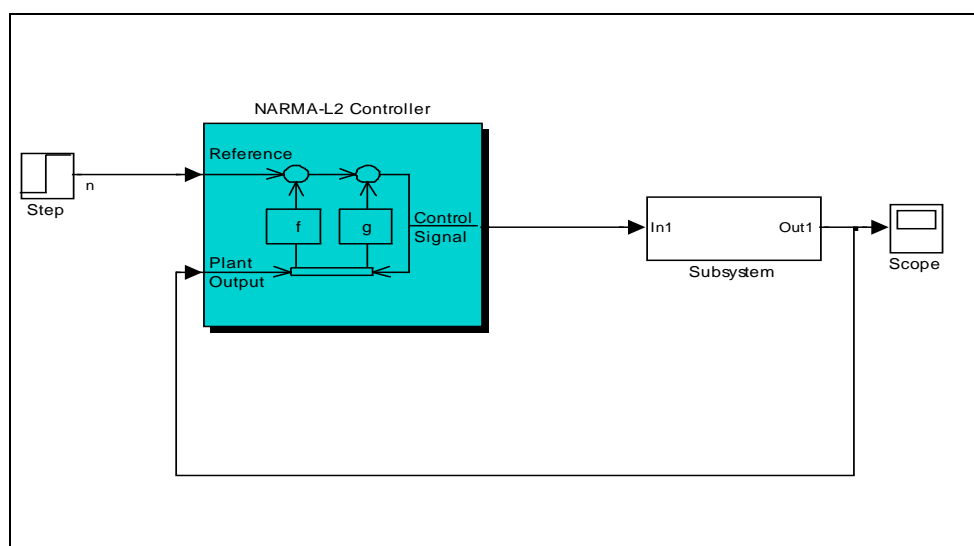 NARMA-L2 Controller
Reference
n
Step
f
g
Control
Signal
Plant
Output
In1
Out1
Subsystem
Scope